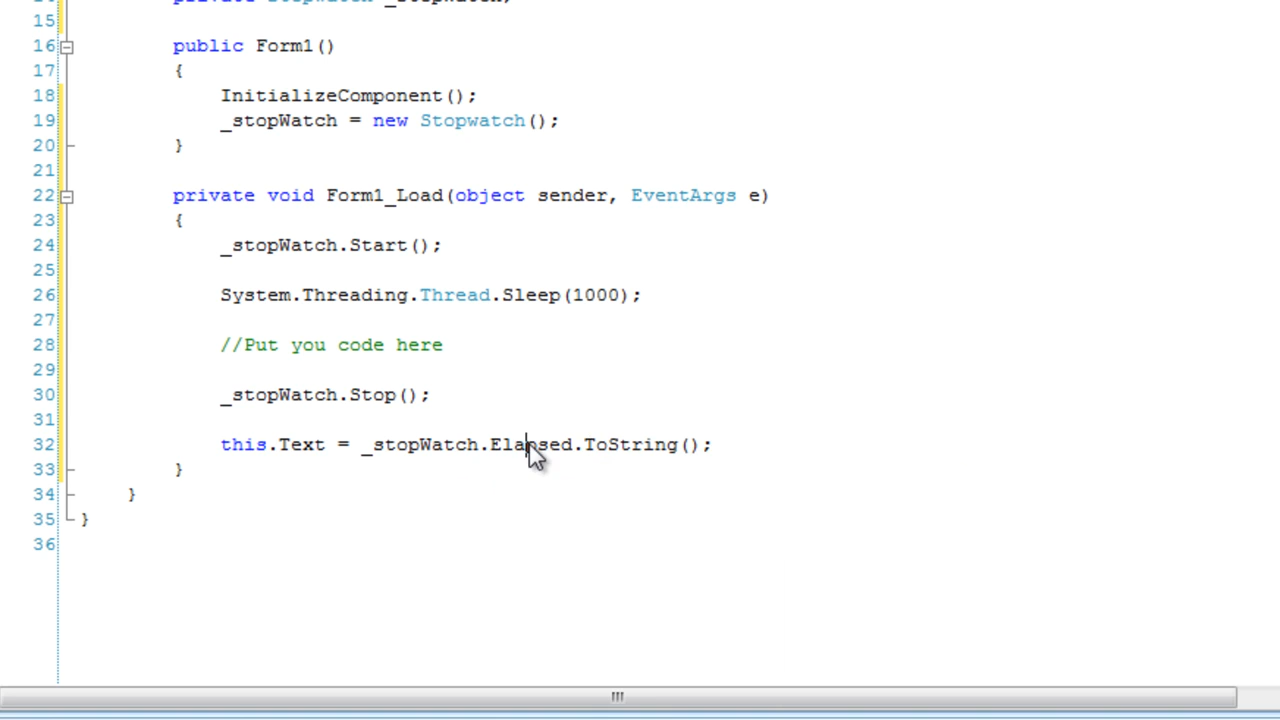 15
16 public Form1()
17 {
18 InitializeComponent();
19 _stopWatch = new Stopwatch();
20 }
21
22 private void Form1_Load(object sender, EventArgs e)
23 {
24 _stopWatch.Start();
25
26 System.Threading.Thread.Sleep(1000);
27
28 //Put you code here
29
30 _stopWatch.Stop();
31
32 this.Text = _stopWatch.Elapsed.ToString();
33 }
34 }
35 }
36